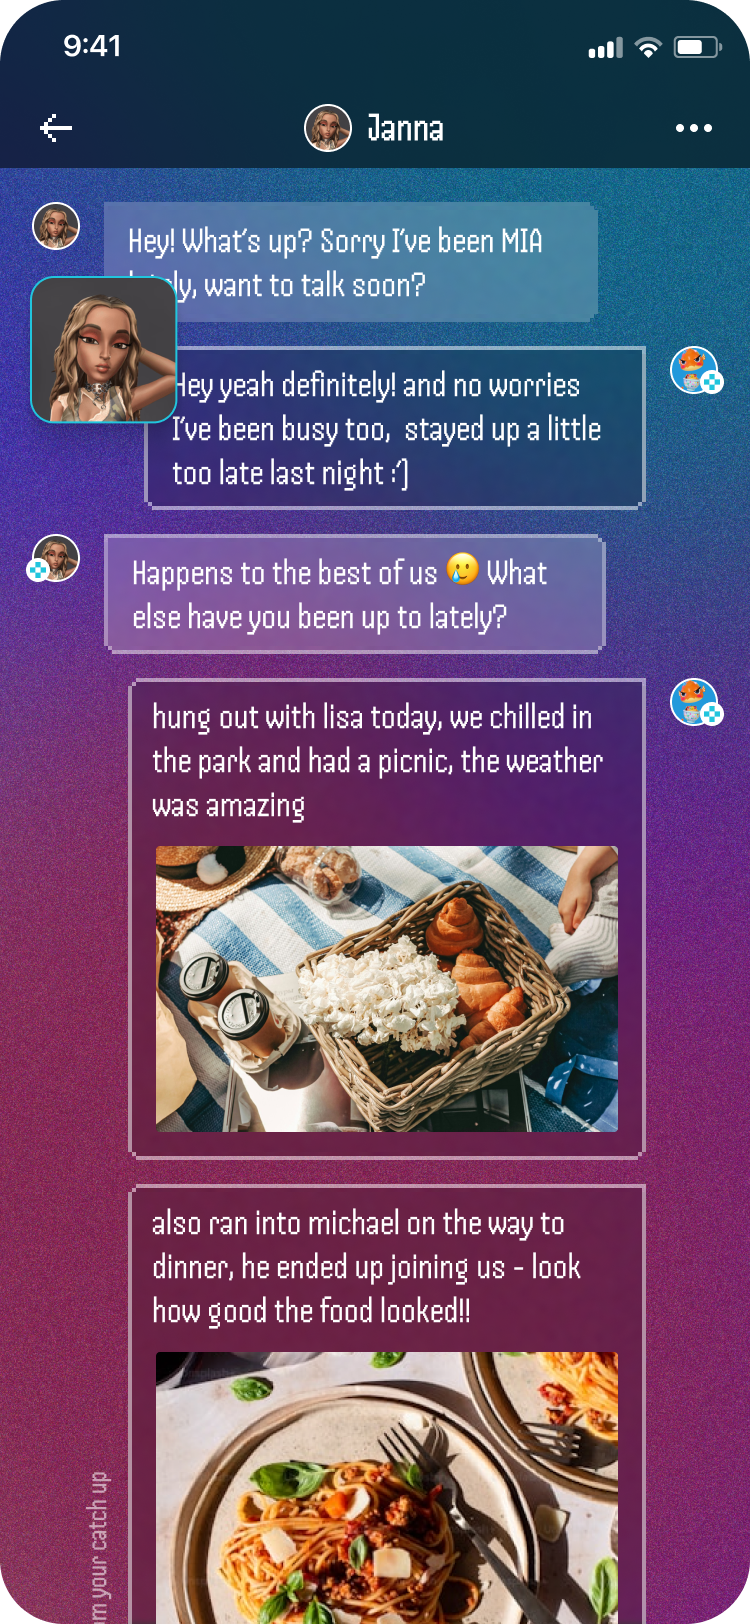 9:41
Janna
Hey! What's up? Sorry I've been MIA
want to talk soon?
Hey yeah definitely! and no worries
I've been busy too, stayed up a little
too late last night :')
Happens to the best of us 🥲 What
else have you been up to lately?
hung out with lisa today, we chilled in
the park and had a picnic, the weather
was amazing
also ran into michael on the way to
dinner, he ended up joining us - look
how good the food looked!!
your catch up